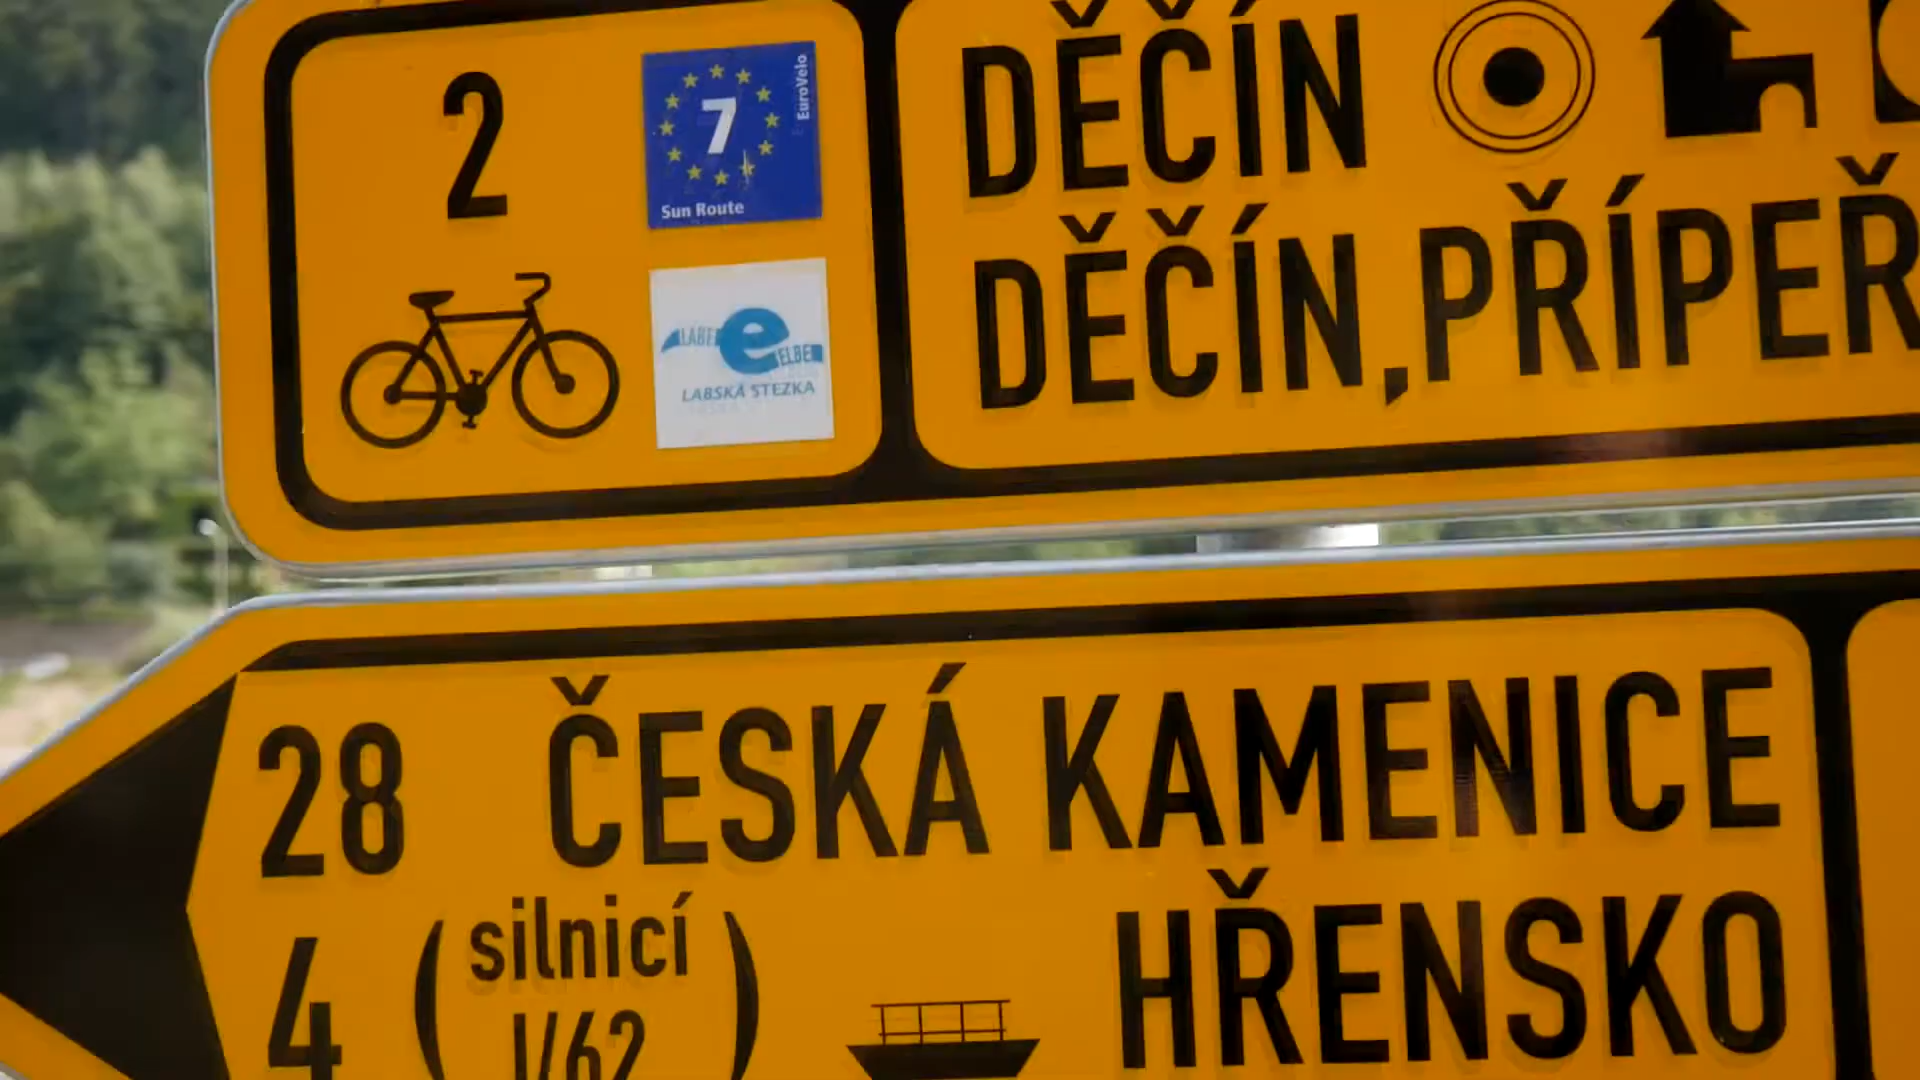 2
7
EuroVelo
Sun Route
LABE
ELBE
LABSKÁ STEZKA
DĚČÍN
DĚČÍN, PŘÍPEŘ
28 ČESKÁ KAMENICE
4 (silnicí I/62) HŘENSKO